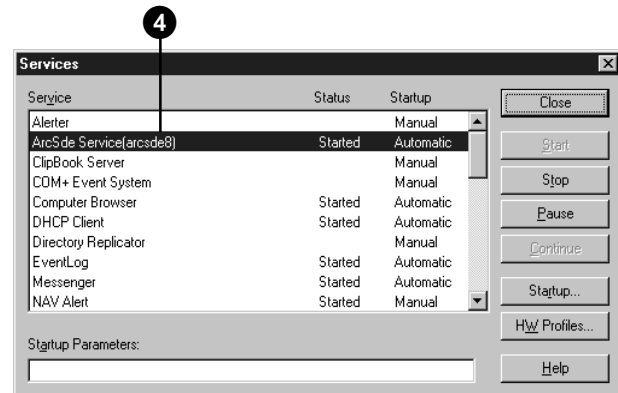 4
Services
Service Status Startup
Alerter Manual
ArcSde Service(arcsde8) Started Automatic
ClipBook Server Manual
COM+ Event System Manual
Computer Browser Started Automatic
DHCP Client Started Automatic
Directory Replicator Manual
EventLog Started Automatic
Messenger Started Automatic
NAV Alert Started Manual
Startup Parameters:
Close
Start
Stop
Pause
Continue
Startup...
HW Profiles...
Help